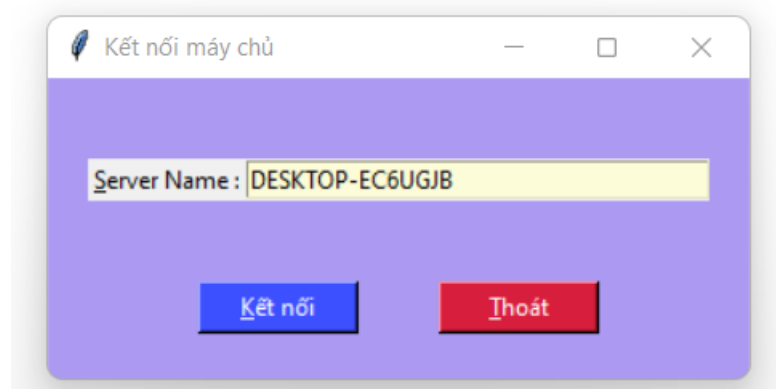 Kết nối máy chủ
Server Name : DESKTOP-EC6UGJB
Kết nối Thoát